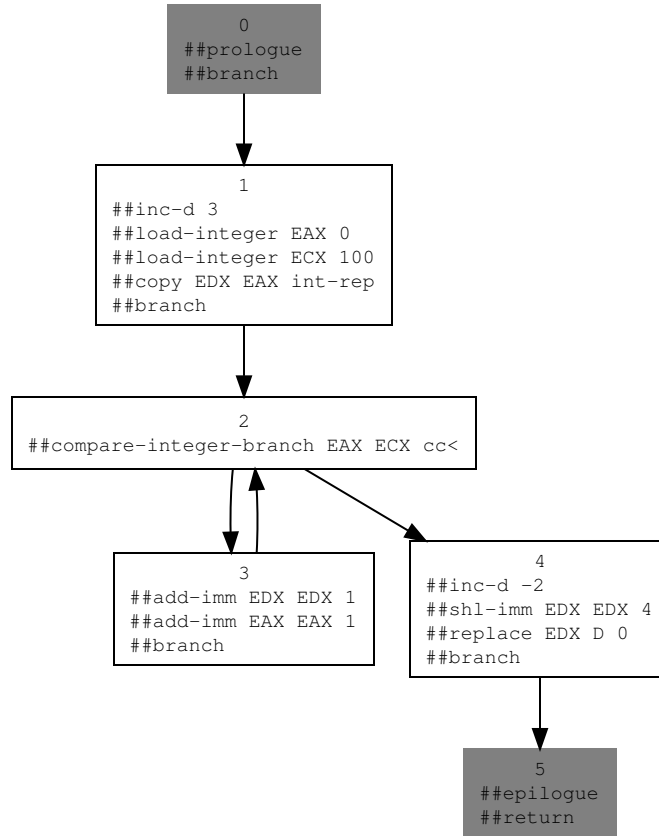 0
##prologue
##branch
1
##inc-d 3
##load-integer EAX 0
##load-integer ECX 100
##copy EDX EAX int-rep
##branch
2
##compare-integer-branch EAX ECX cc<
3
##add-imm EDX EDX 1
##add-imm EAX EAX 1
##branch
4
##inc-d -2
##shl-imm EDX EDX 4
##replace EDX D 0
##branch
5
##epilogue
##return